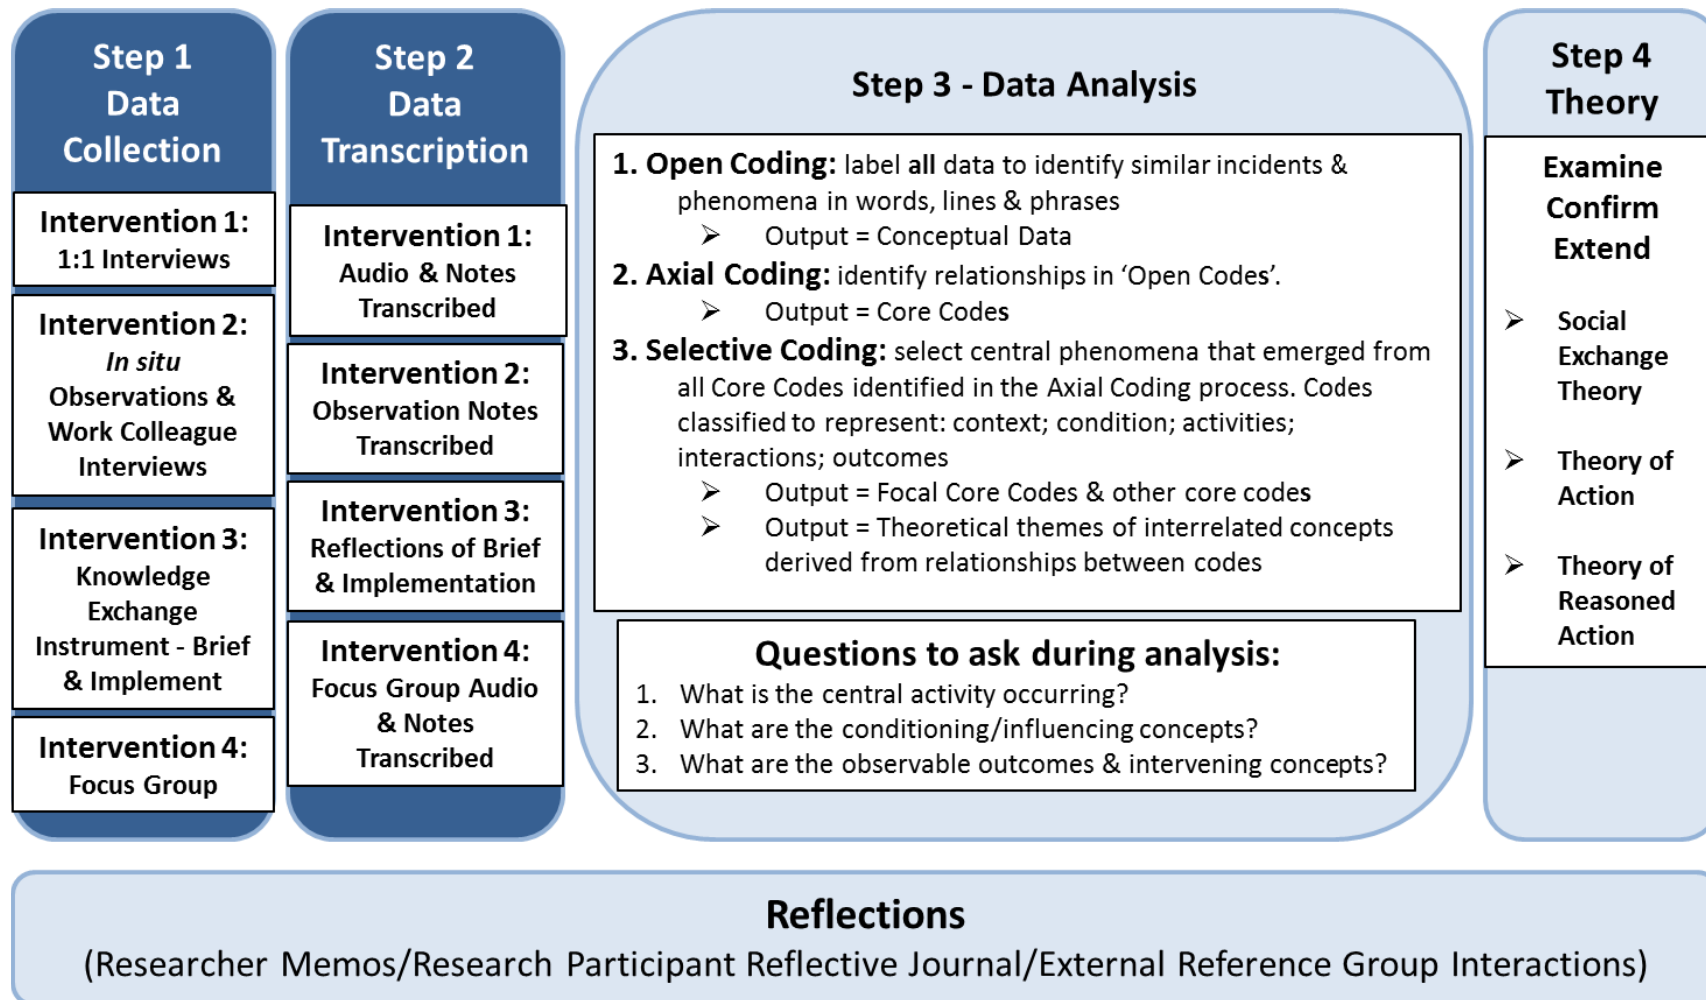 Step 1
Data
Collection
Intervention 1:
1:1 Interviews
Intervention 2:
In situ
Observations &
Work Colleague
Interviews
Intervention 3:
Knowledge
Exchange
Instrument - Brief
& Implement
Intervention 4:
Focus Group
Step 2
Data
Transcription
Intervention 1:
Audio & Notes
Transcribed
Intervention 2:
Observation Notes
Transcribed
Intervention 3:
Reflections of Brief
& Implementation
Intervention 4:
Focus Group Audio
& Notes
Transcribed
Step 3 - Data Analysis
1. Open Coding: label all data to identify similar incidents &
phenomena in words, lines & phrases
➢ Output = Conceptual Data
2. Axial Coding: identify relationships in ‘Open Codes’.
➢ Output = Core Codes
3. Selective Coding: select central phenomena that emerged from
all Core Codes identified in the Axial Coding process. Codes
classified to represent: context; condition; activities;
interactions; outcomes
➢ Output = Focal Core Codes & other core codes
➢ Output = Theoretical themes of interrelated concepts
derived from relationships between codes
Questions to ask during analysis:
1. What is the central activity occurring?
2. What are the conditioning/influencing concepts?
3. What are the observable outcomes & intervening concepts?
Step 4
Theory
Examine
Confirm
Extend
➢ Social
Exchange
Theory
➢ Theory of
Action
➢ Theory of
Reasoned
Action
Reflections
(Researcher Memos/Research Participant Reflective Journal/External Reference Group Interactions)